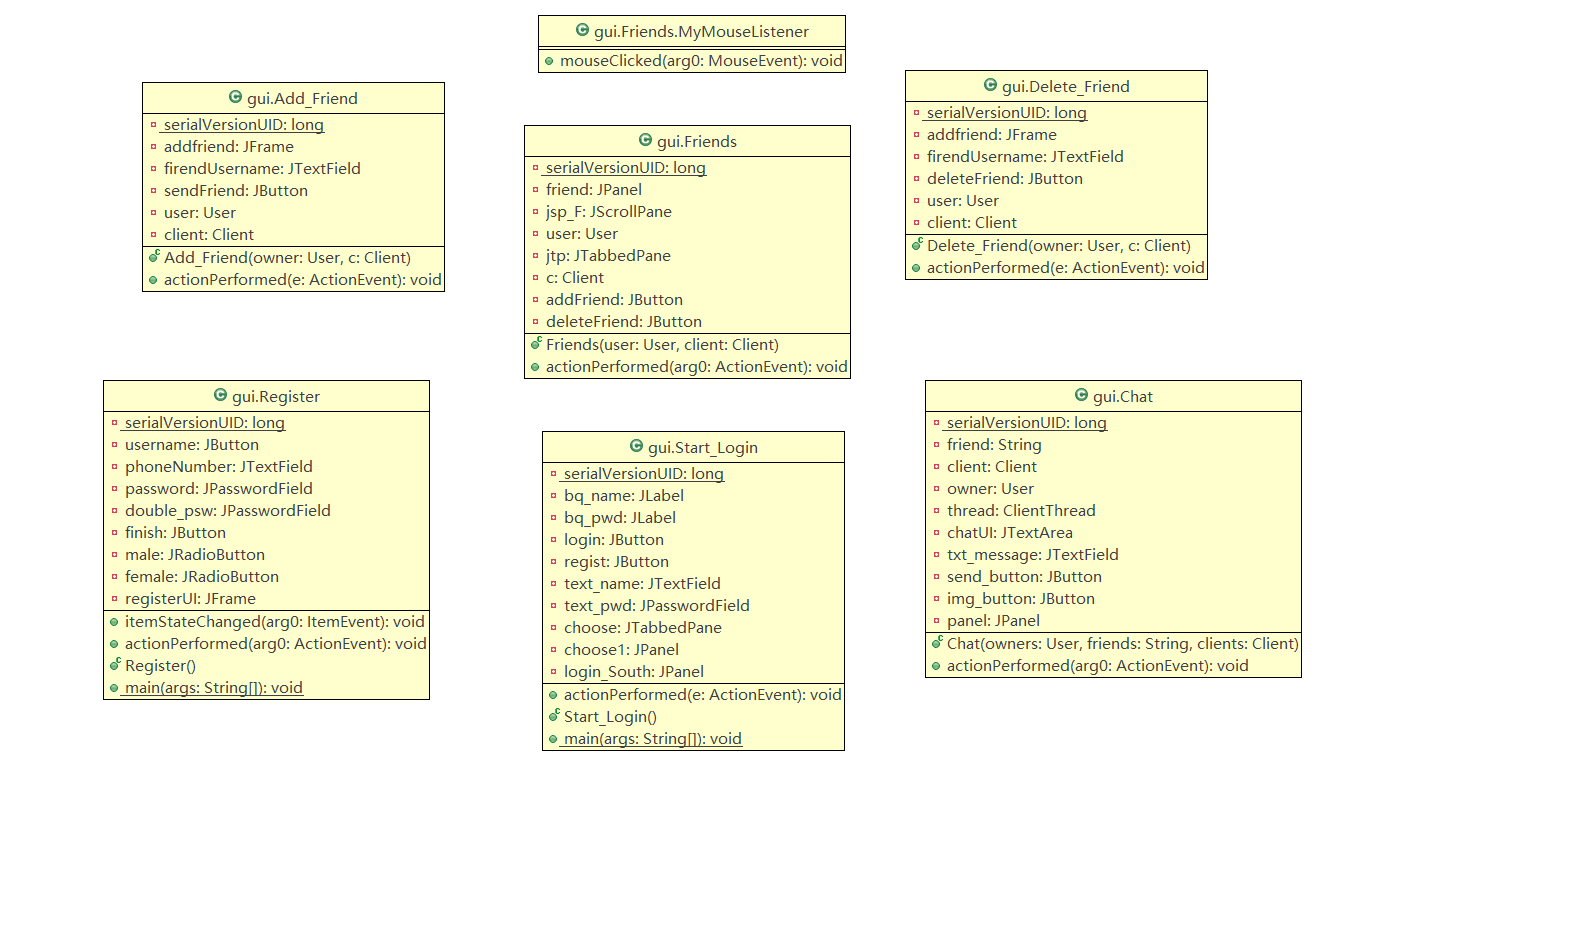 gui.Friends.MyMouseListener
mouseClicked(arg0: MouseEvent): void
gui.Add_Friend
serialVersionUID: long
addfriend: JFrame
firendUsername: JTextField
sendFriend: JButton
user: User
client: Client
Add_Friend(owner: User, c: Client)
actionPerformed(e: ActionEvent): void
gui.Friends
serialVersionUID: long
friend: JPanel
jsp_F: JScrollPane
user: User
jtp: JTabbedPane
c: Client
addFriend: JButton
deleteFriend: JButton
Friends(user: User, client: Client)
actionPerformed(arg0: ActionEvent): void
gui.Delete_Friend
serialVersionUID: long
addfriend: JFrame
firendUsername: JTextField
deleteFriend: JButton
user: User
client: Client
Delete_Friend(owner: User, c: Client)
actionPerformed(e: ActionEvent): void
gui.Register
serialVersionUID: long
username: JButton
phoneNumber: JTextField
password: JPasswordField
double_psw: JPasswordField
finish: JButton
male: JRadioButton
female: JRadioButton
registerUI: JFrame
itemStateChanged(arg0: ItemEvent): void
actionPerformed(arg0: ActionEvent): void
Register()
main(args: String[]): void
gui.Start_Login
serialVersionUID: long
bq_name: JLabel
bq_pwd: JLabel
login: JButton
regist: JButton
text_name: JTextField
text_pwd: JPasswordField
choose: JTabbedPane
choose1: JPanel
login_South: JPanel
actionPerformed(e: ActionEvent): void
Start_Login()
main(args: String[]): void
gui.Chat
serialVersionUID: long
friend: String
client: Client
owner: User
thread: ClientThread
chatUI: JTextArea
txt_message: JTextField
send_button: JButton
img_button: JButton
panel: JPanel
Chat(owners: User, friends: String, clients: Client)
actionPerformed(arg0: ActionEvent): void